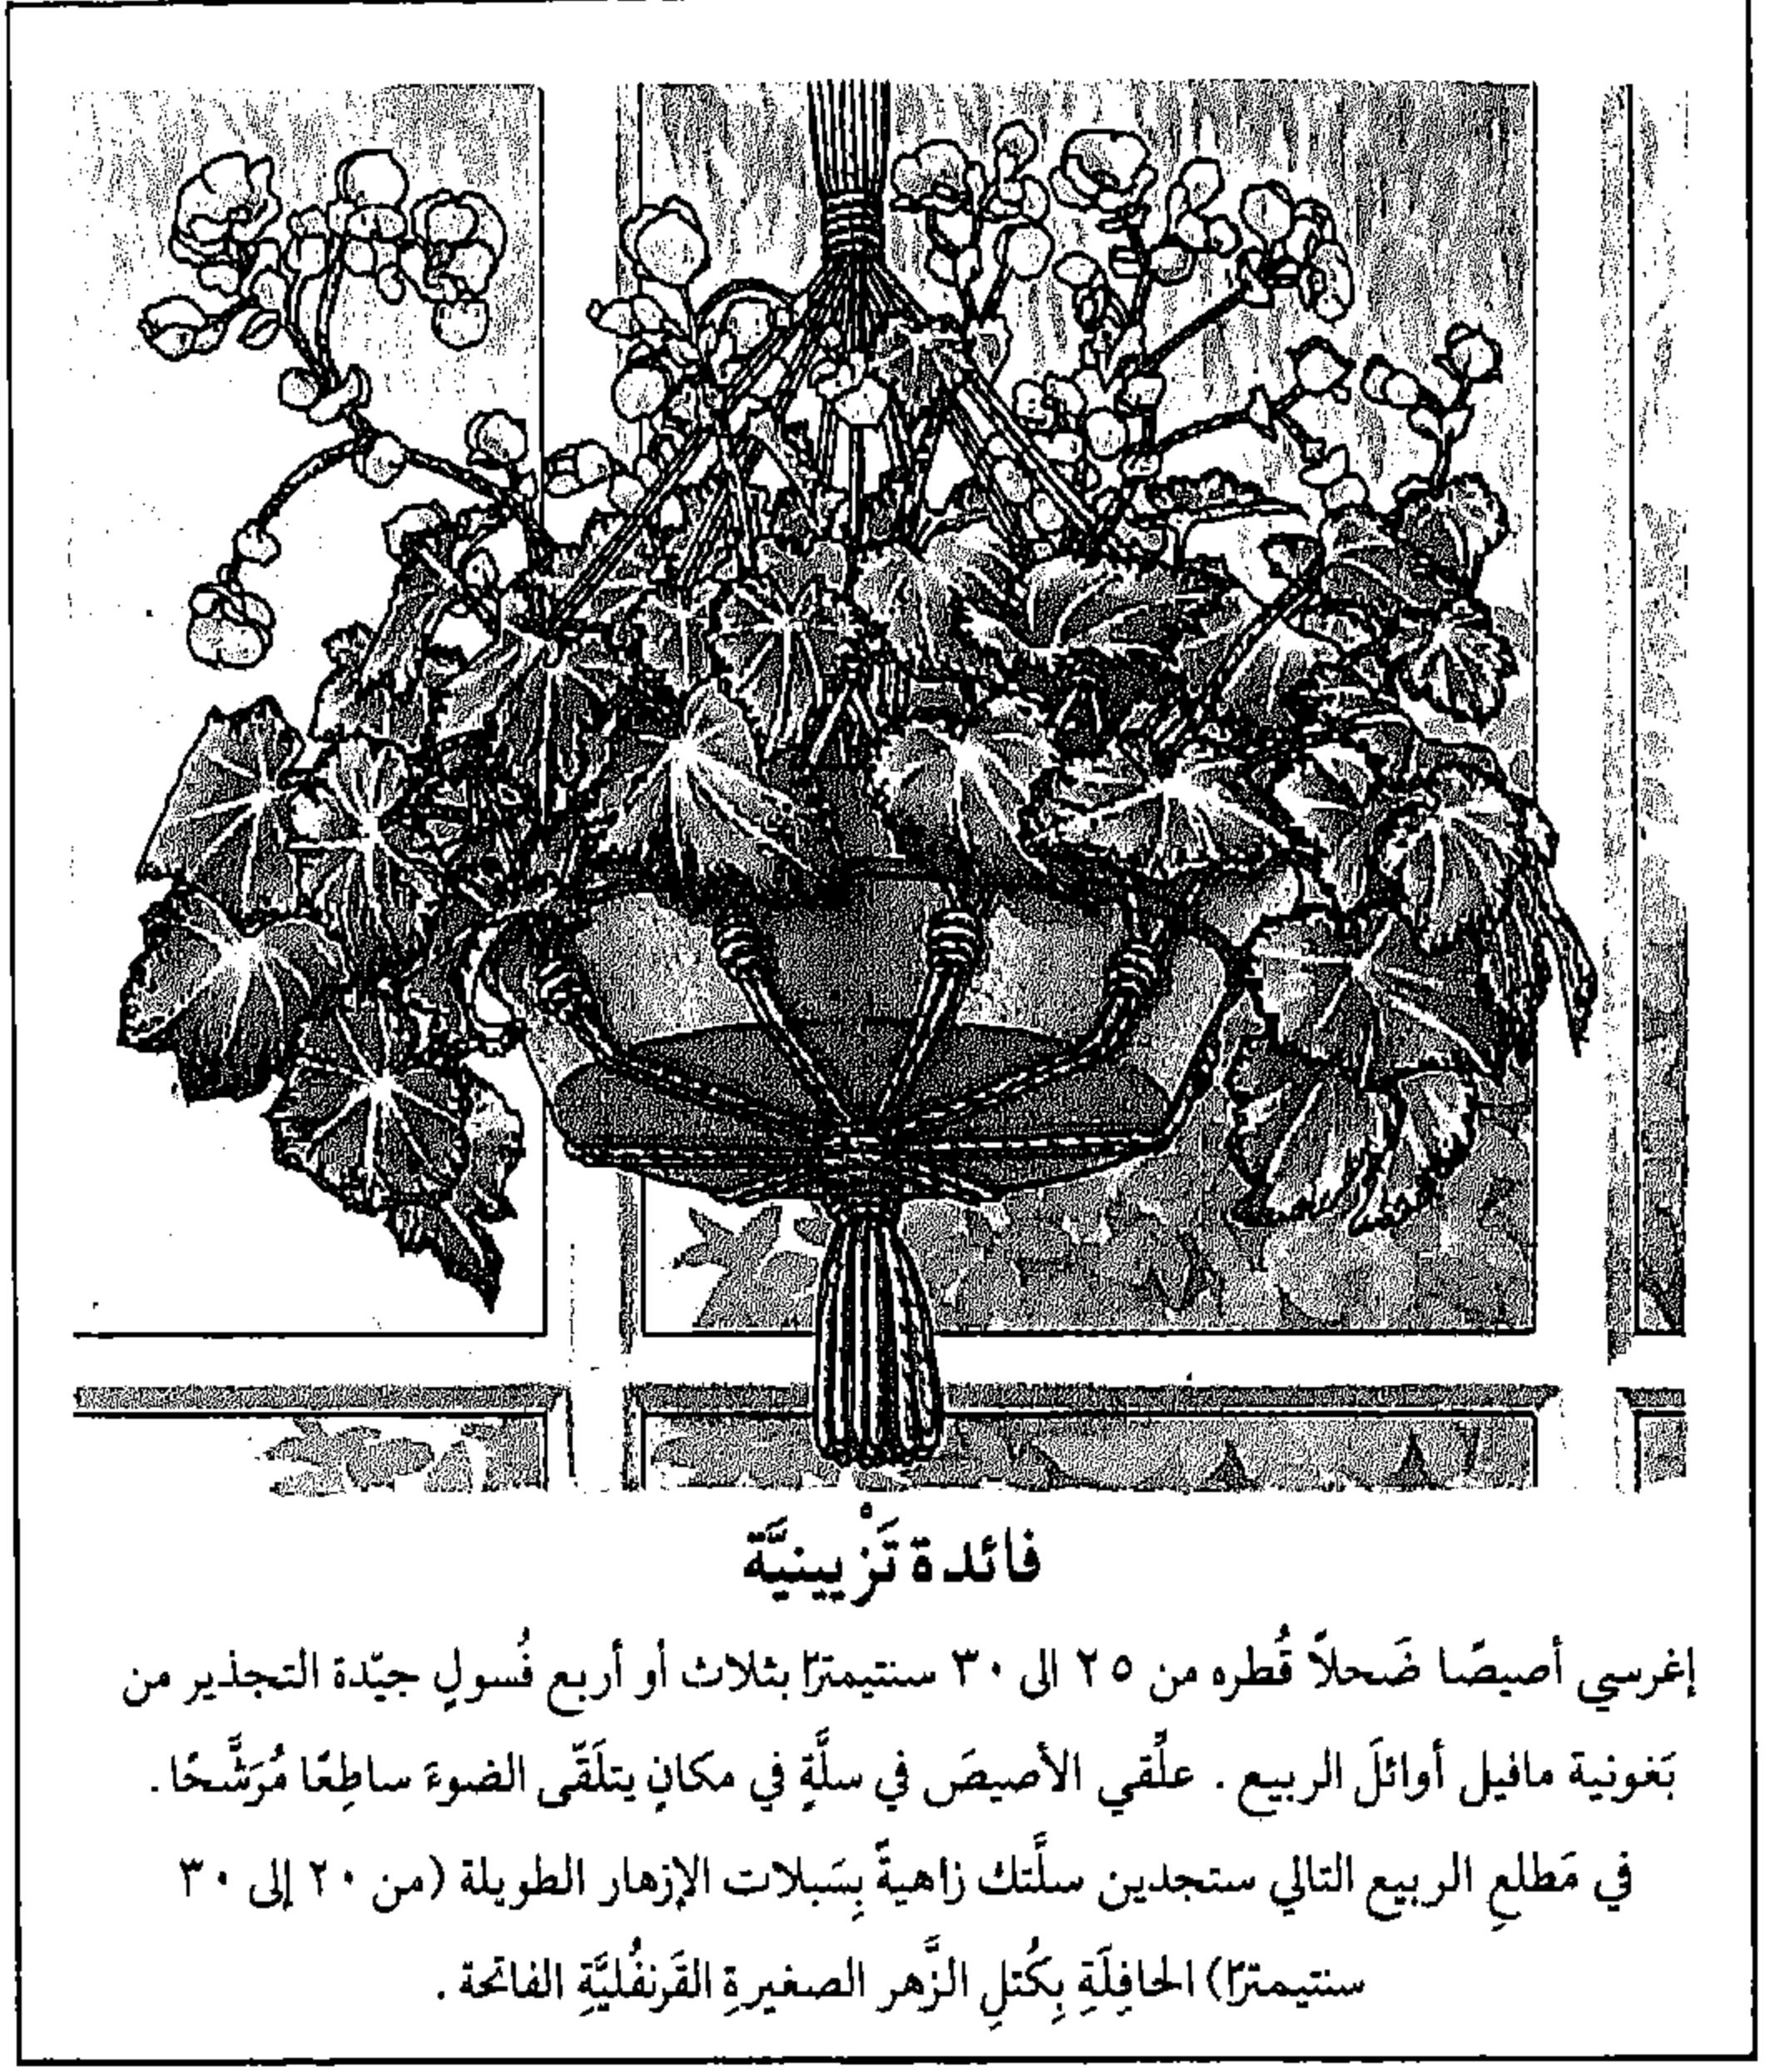 فائدة تَزْيينيَّة
إغرسي أصيصًا ضَحلاً قُطره من ٢٥ الى ٣٠ سنتيمترًا بثلاث أو أربع فُسولٍ جيّدة التجذير من
بَغونية مافيل أوائلَ الربيع . علِّقي الأصيصَ في سلَّةٍ في مكانٍ يتلَقّى الضوءَ ساطِعًا مُرَشَّحًا .
في مَطلعِ الربيع التالي ستجدين سلَّتك زاهيةً بِسَبلات الإزهار الطويلة (من ٢٠ إلى ٣٠
سنتيمترًا) الحافِلَةِ بِكُتلِ الزَّهر الصغيرةِ القَرنفُليَّةِ الفاتحة .